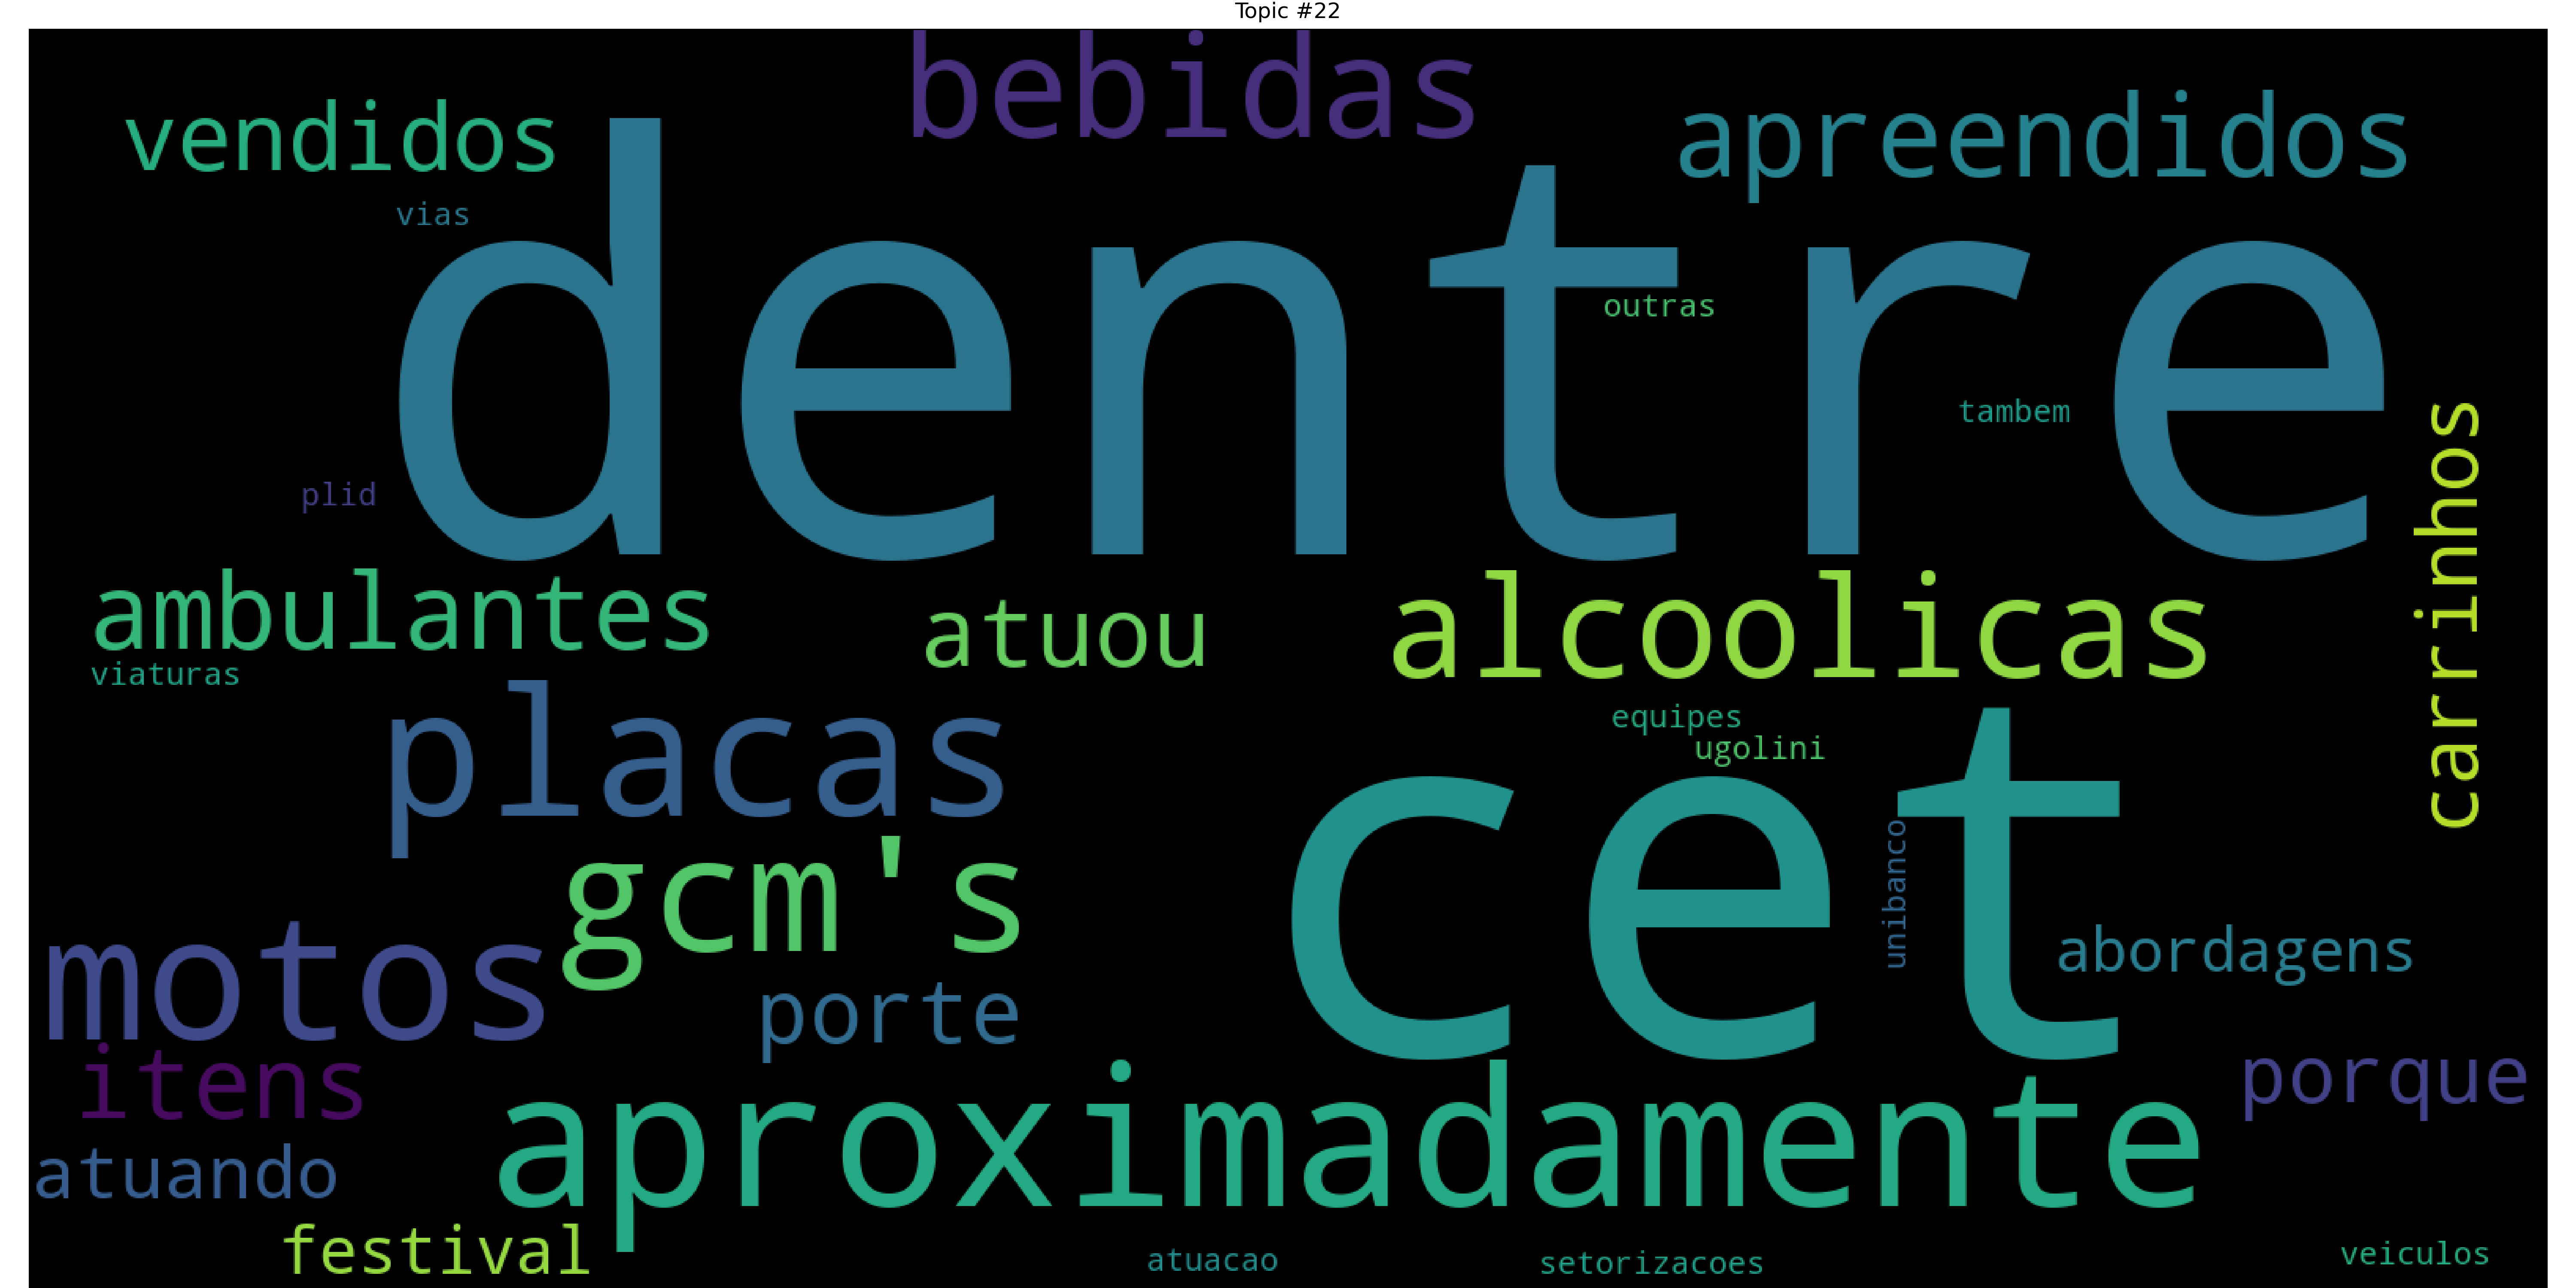 Topic #22
bebidas
vendidos
apreendidos
vias
dentre
outras
tambem
plid
carrinhos
ambulantes
atuou
alcoolicas
viaturas
placas
equipes
ugolini
cet
gcm's
unibanco
motos
abordagens
porte
itens
aproximadamente
porque
atuando
festival
atuacao
setorizacoes
veiculos